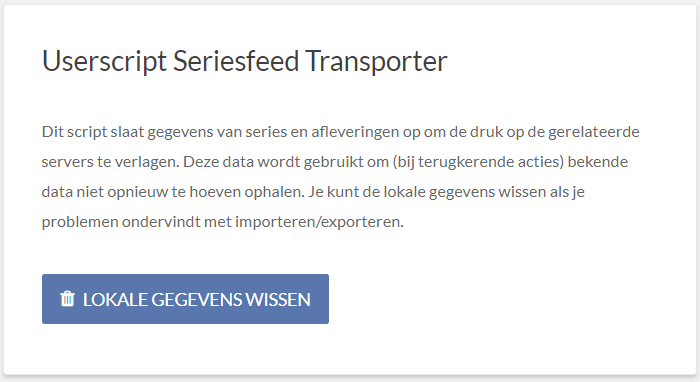 Userscript Seriesfeed Transporter
Dit script slaat gegevens van series en afleveringen op om de druk op de gerelateerde
servers te verlagen. Deze data wordt gebruikt om (bij terugkerende acties) bekende
data niet opnieuw te hoeven ophalen. Je kunt de lokale gegevens wissen als je
problemen ondervindt met importeren/exporteren.
LOKALE GEGEVENS WISSEN